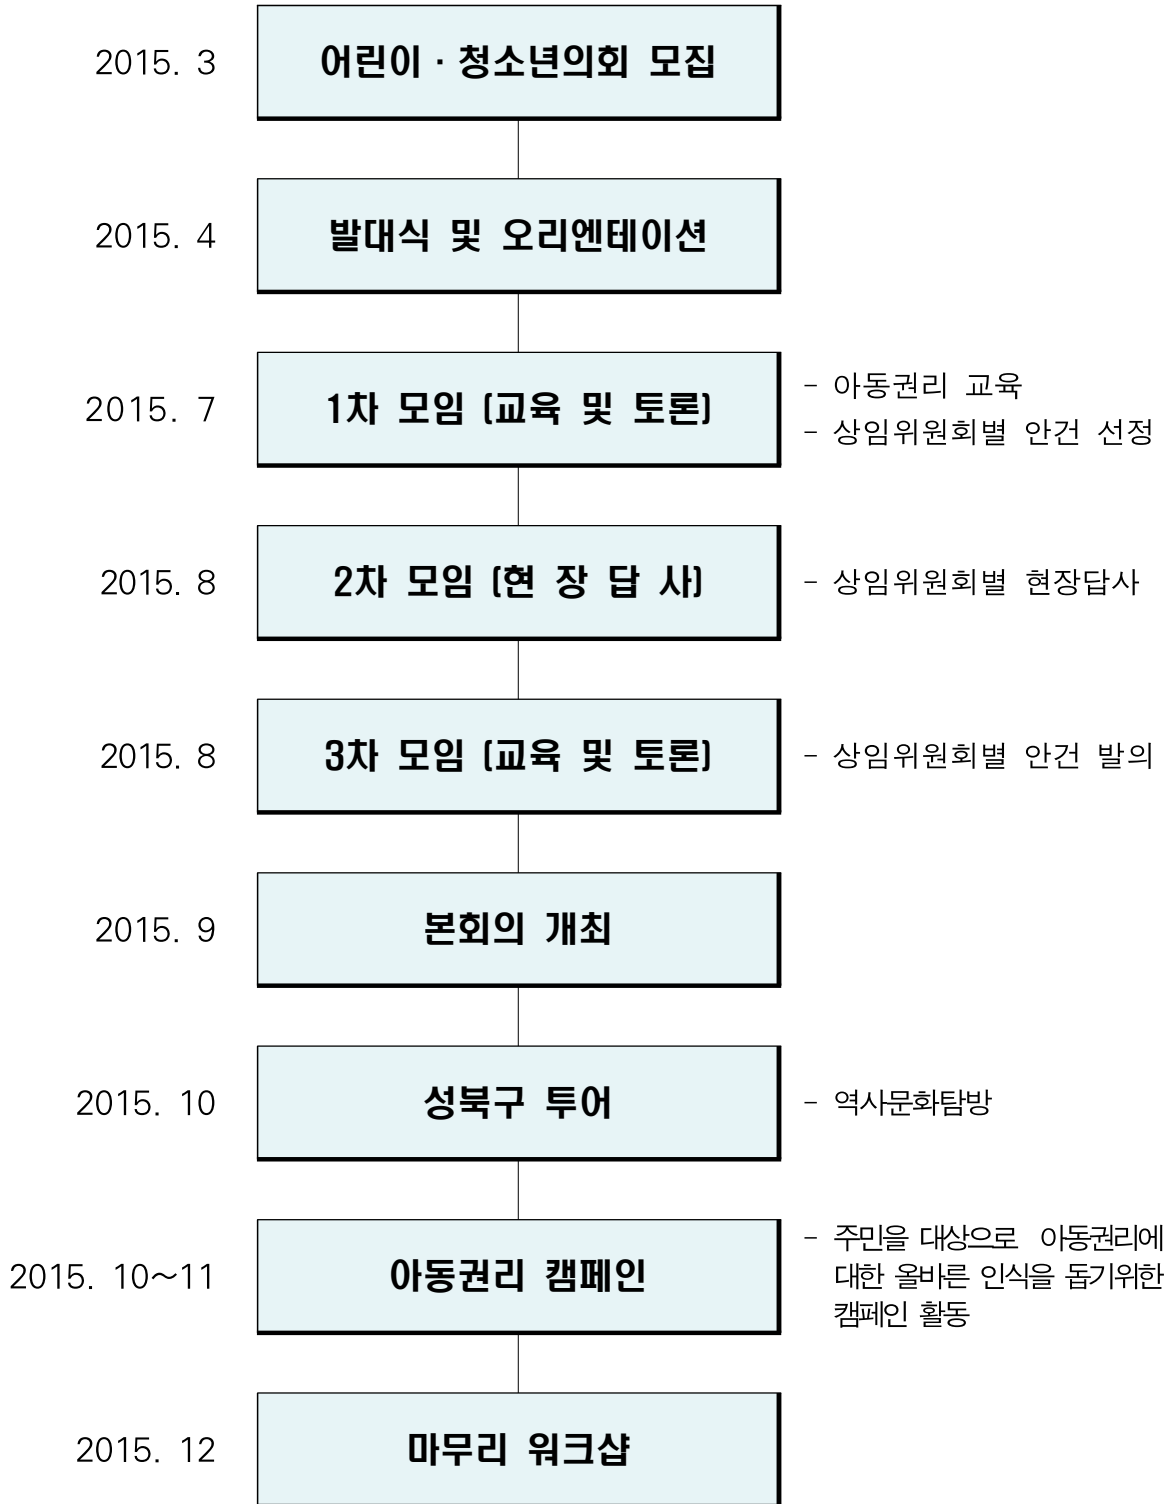 2015. 3
어린이 · 청소년의회 모집
2015. 4
발대식 및 오리엔테이션
2015. 7
1차 모임 (교육 및 토론)
- 아동권리 교육
- 상임위원회별 안건 선정
2015. 8
2차 모임 (현 장 답 사)
- 상임위원회별 현장답사
2015. 8
3차 모임 (교육 및 토론)
- 상임위원회별 안건 발의
2015. 9
본회의 개최
2015. 10
성북구 투어
- 역사문화탐방
2015. 10~11
아동권리 캠페인
- 주민을 대상으로 아동권리에
대한 올바른 인식을 돕기위한
캠페인 활동
2015. 12
마무리 워크샵